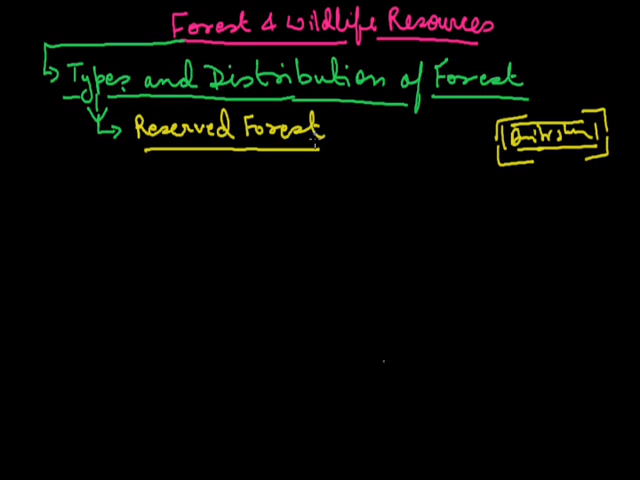 Forest & Wildlife Resources
Types and Distribution of Forest
Reserved Forest